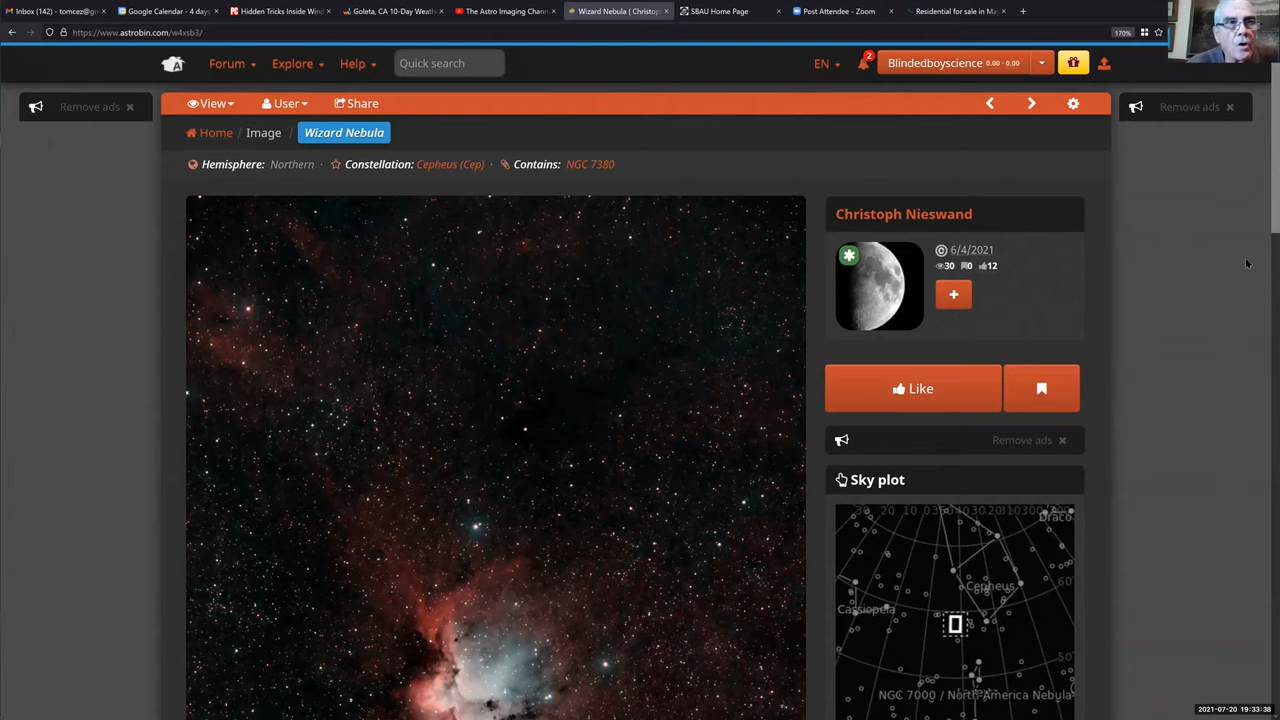 Inbox (142) - tomcez@gm
Google Calendar - 4 days
Hidden Tricks Inside Wind
Goleta, CA 10-Day Weath
The Astro Imaging Chann
Wizard Nebula ( Christoph
SBAU Home Page
Post Attendee - Zoom
Residential for sale in May
https://www.astrobin.com/w4xsb3/
170%
Forum
Explore
Help
Quick search
EN
2
Blindedboyscience 0.00 - 0.00
Remove ads
View
User
Share
Remove ads
Home / Image / Wizard Nebula
Hemisphere: Northern · Constellation: Cepheus (Cep) · Contains: NGC 7380
Christoph Nieswand
6/4/2021
30 0 12
Like
Remove ads
Sky plot
Draco
Cepheus
60
Cassiopeia
50
NGC 7000 / North-America Nebula
2021-07-20 19:33:38